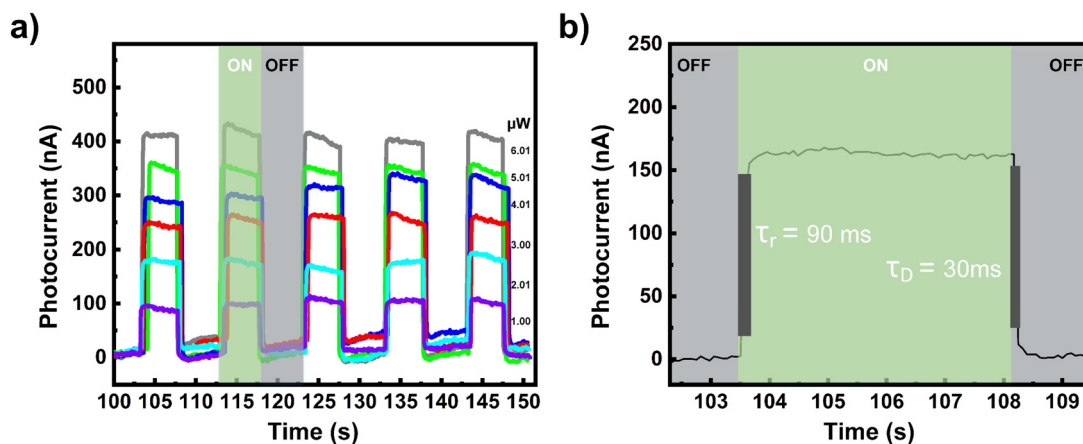 a)
ON OFF
500
400
300
200
100
0
Photocurrent (nA)
µW
6.01
5.01
4.01
3.00
2.01
1.00
100 105 110 115 120 125 130 135 140 145 150
Time (s)
b)
OFF ON OFF
250
200
150
100
50
0
-20
Photocurrent (nA)
τr = 90 ms
τD = 30ms
103 104 105 106 107 108 109
Time (s)